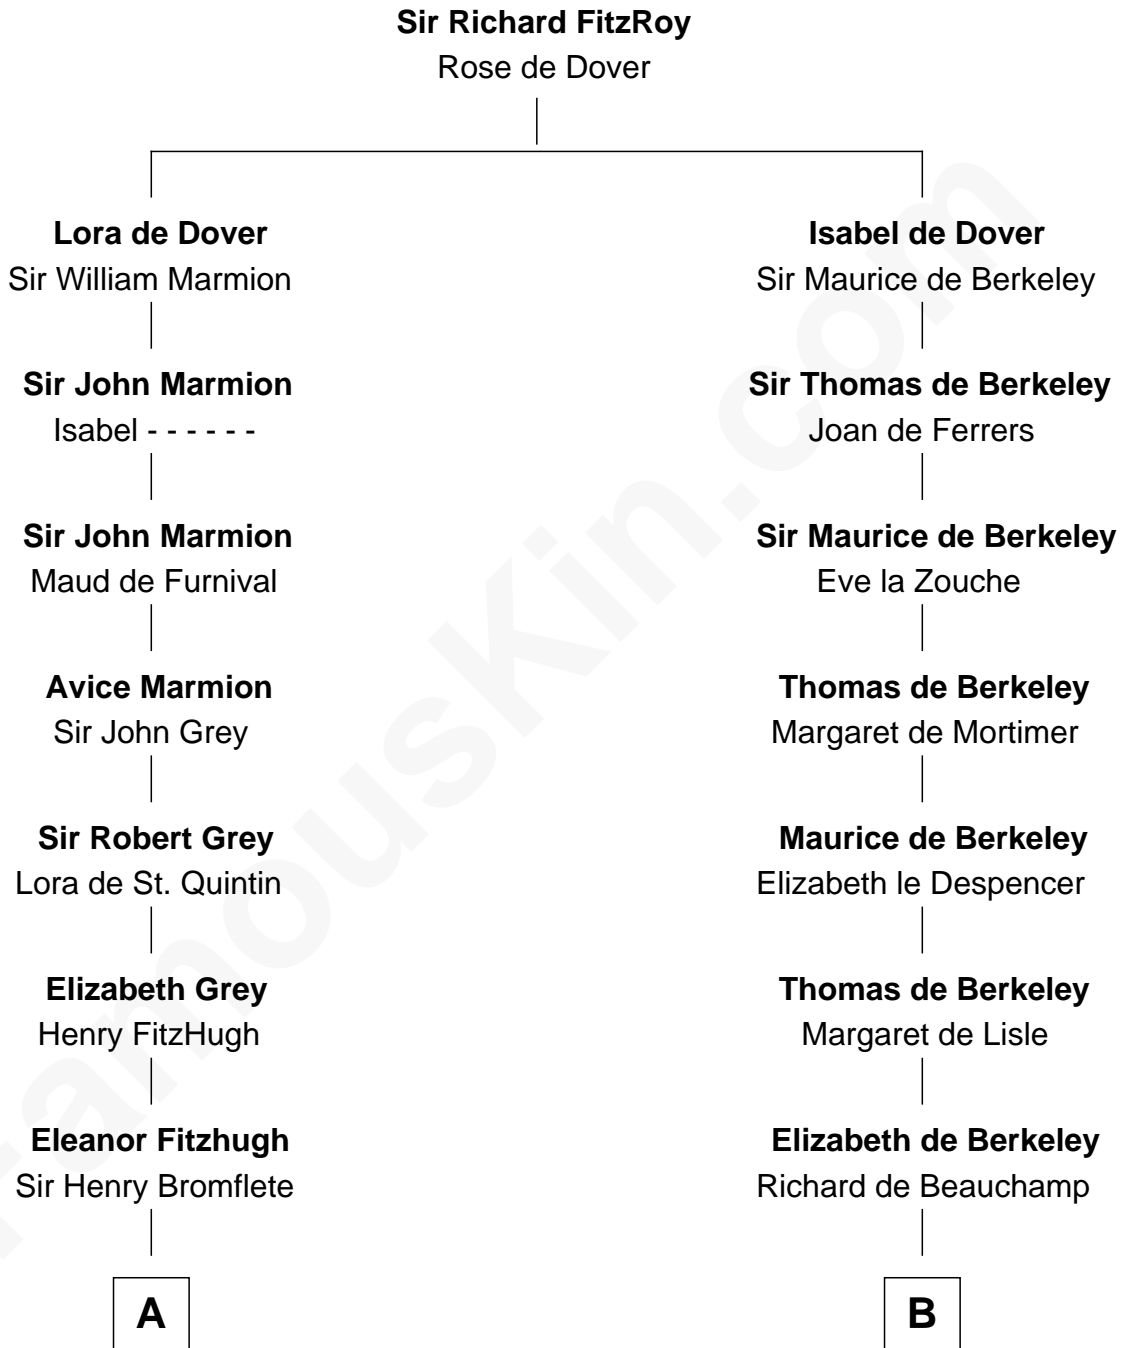 Sir Richard FitzRoy
Rose de Dover
Lora de Dover
Sir William Marmion
Isabel de Dover
Sir Maurice de Berkeley
Sir John Marmion
Isabel - - - - - -
Sir Thomas de Berkeley
Joan de Ferrers
Sir John Marmion
Maud de Furnival
Sir Maurice de Berkeley
Eve la Zouche
Avice Marmion
Sir John Grey
Thomas de Berkeley
Margaret de Mortimer
Sir Robert Grey
Lora de St. Quintin
Maurice de Berkeley
Elizabeth le Despencer
Elizabeth Grey
Henry FitzHugh
Thomas de Berkeley
Margaret de Lisle
Eleanor Fitzhugh
Sir Henry Bromflete
Elizabeth de Berkeley
Richard de Beauchamp
A
B
FamousKin.com